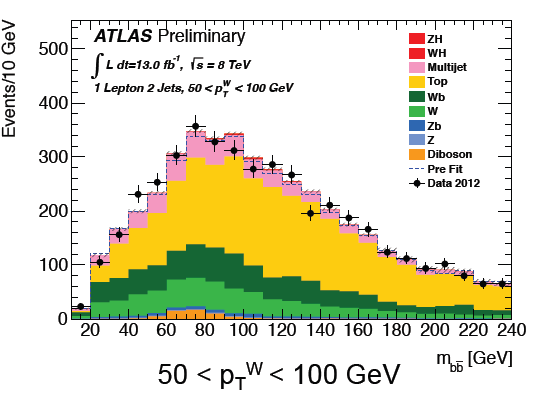 ATLAS Preliminary
∫ L dt=13.0 fb⁻¹, √s = 8 TeV
1 Lepton 2 Jets, 50 < p_T^W < 100 GeV
ZH
WH
Multijet
Top
Wb
W
Zb
Z
Diboson
Pre Fit
Data 2012
Events/10 GeV
500
400
300
200
100
0
20 40 60 80 100 120 140 160 180 200 220 240
m_bb̄ [GeV]
50 < p_T^W < 100 GeV